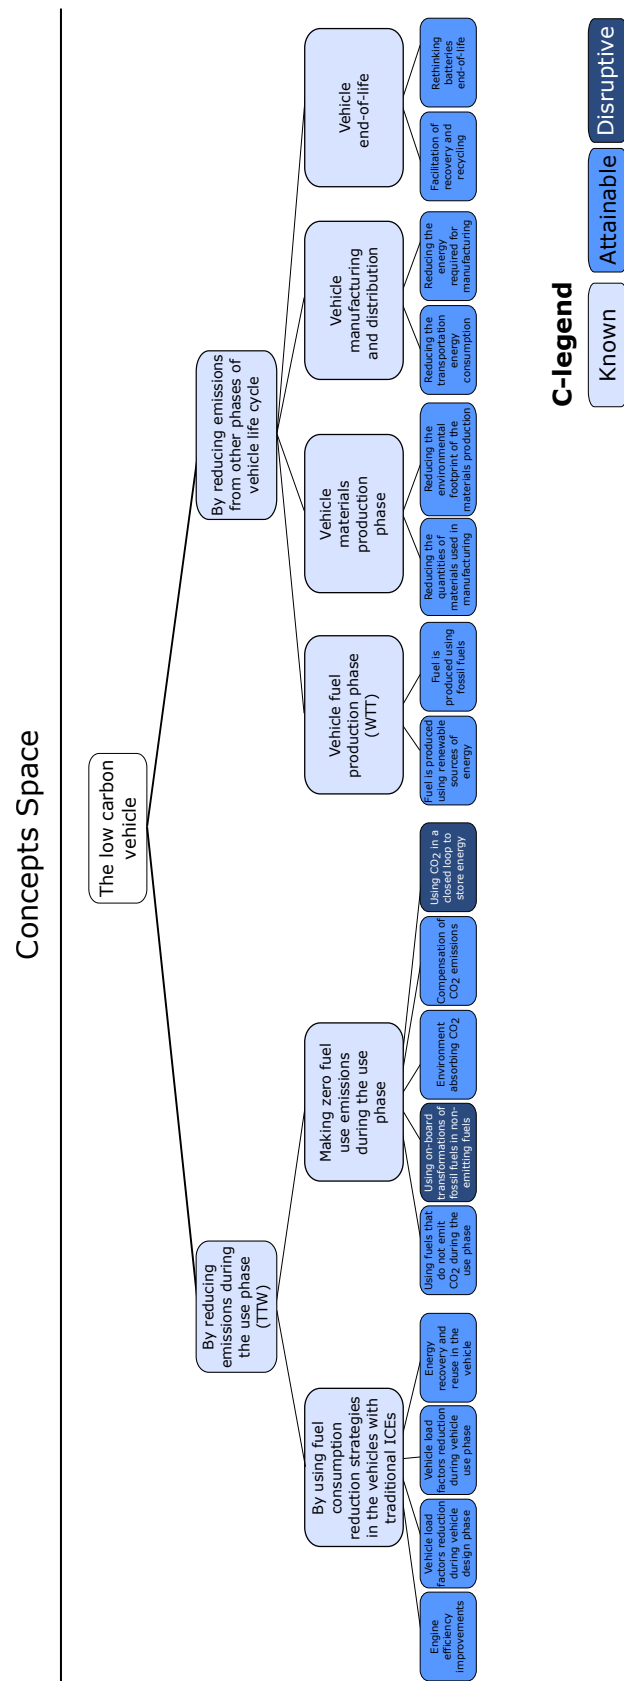 Concepts Space
The low carbon
vehicle
By reducing
emissions during
the use phase
(TTW)
By reducing emissions
from other phases of
vehicle life cycle
By using fuel
consumption
reduction strategies
in the vehicles with
traditional ICEs
Making zero fuel
use emissions
during the use
phase
Vehicle fuel
production phase
(WTT)
Vehicle
materials
production
phase
Vehicle
manufacturing
and distribution
Vehicle
end-of-life
Engine
efficiency
improvements
Vehicle load
factors reduction
during vehicle
design phase
Vehicle load
factors reduction
during vehicle
use phase
Energy
recovery and
reuse in the
vehicle
Using fuels that
do not emit
CO2 during the
use phase
Using on-board
transformations of
fossil fuels in non-
emitting fuels
Environment
absorbing CO2
Compensation of
CO2 emissions
Using CO2 in a
closed loop to
store energy
Fuel is produced
using renewable
sources of
energy
Fuel is
produced using
fossil fuels
Reducing the
quantities of
materials used in
manufacturing
Reducing the
environmental
footprint of the
materials production
Reducing the
transportation
energy
consumption
Reducing the
energy
required for
manufacturing
Facilitation of
recovery and
recycling
Rethinking
batteries
end-of-life
C-legend
Known
Attainable
Disruptive